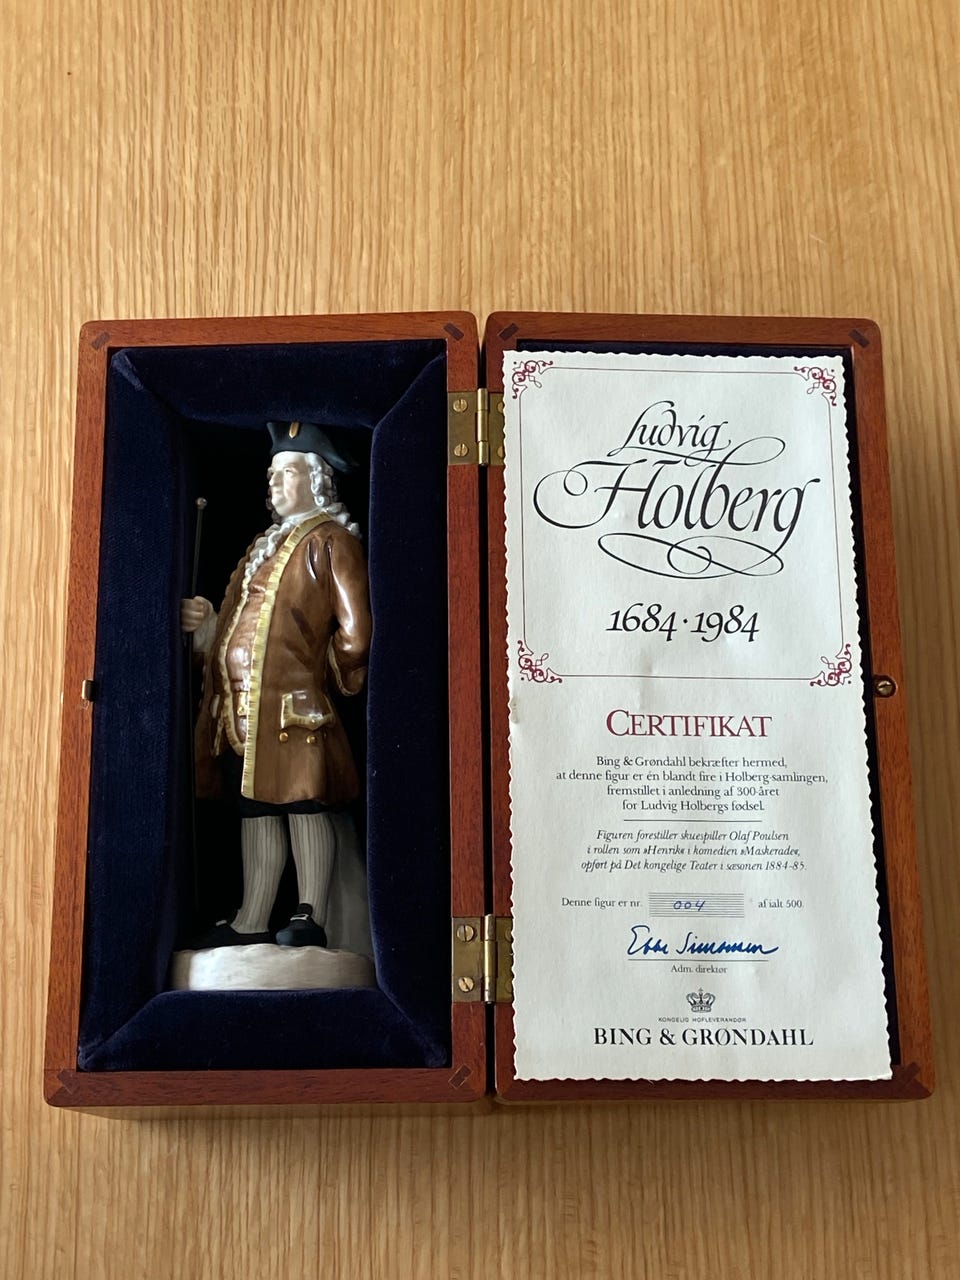 Ludvig
Holberg
1684·1984
CERTIFIKAT
Bing & Grøndahl bekræfter hermed,
at denne figur er én blandt fire i Holberg-samlingen,
fremstillet i anledning af 300-året
for Ludvig Holbergs fødsel.
Figuren forestiller skuespiller Olaf Poulsen
i rollen som »Henrik« i komedien »Maskerade«,
opført på Det kongelige Teater i sæsonen 1884-85.
Denne figur er nr. 004 af ialt 500.
Ebbe Simonsen
Adm. direktør
KONGELIG HOFLEVERANDØR
BING & GRØNDAHL